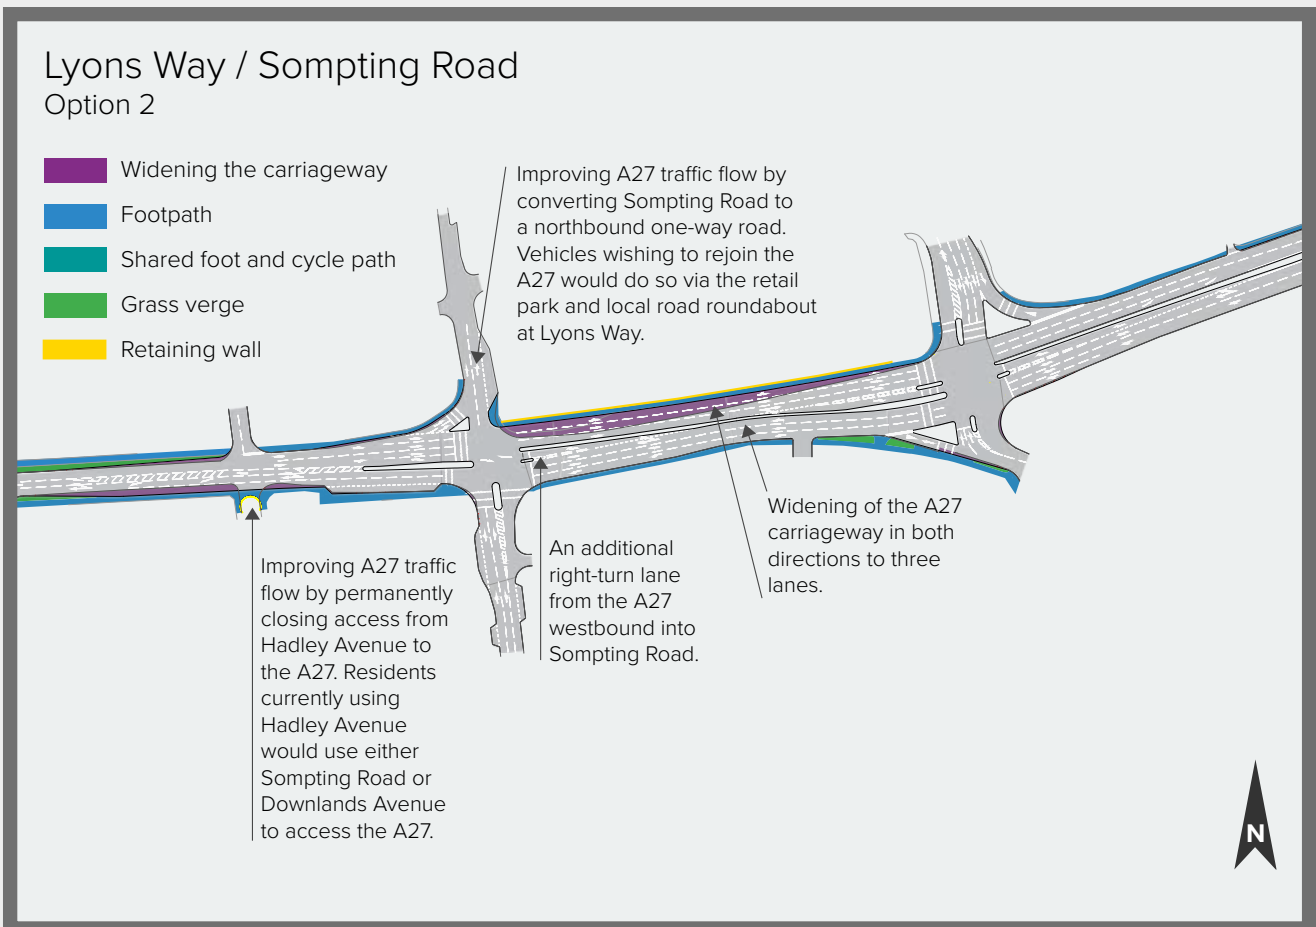 Lyons Way / Sompting Road
Option 2
Widening the carriageway
Footpath
Shared foot and cycle path
Grass verge
Retaining wall
Improving A27 traffic flow by
converting Sompting Road to
a northbound one-way road.
Vehicles wishing to rejoin the
A27 would do so via the retail
park and local road roundabout
at Lyons Way.
Widening of the A27
carriageway in both
directions to three
lanes.
An additional
right-turn lane
from the A27
westbound into
Sompting Road.
Improving A27 traffic
flow by permanently
closing access from
Hadley Avenue to
the A27. Residents
currently using
Hadley Avenue
would use either
Sompting Road or
Downlands Avenue
to access the A27.
N